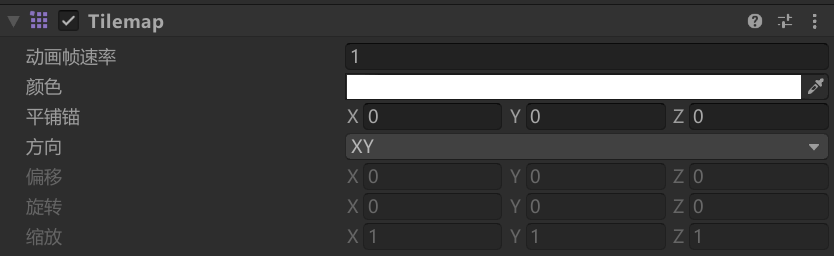 Tilemap
动画帧速率 1
颜色
平铺锚 X 0 Y 0 Z 0
方向 XY
偏移 X 0 Y 0 Z 0
旋转 X 0 Y 0 Z 0
缩放 X 1 Y 1 Z 1